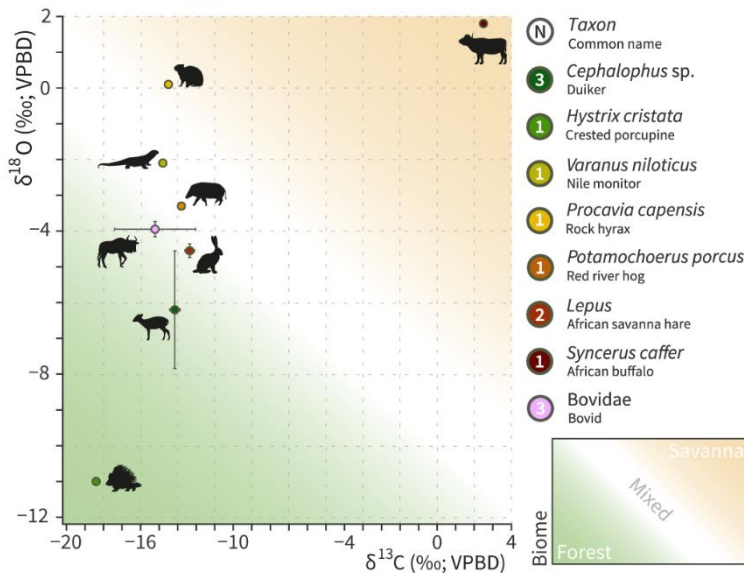 2
0
−4
−8
−12
δ18O (‰; VPBD)
−20
−16
−10
−4
0
4
δ13C (‰; VPBD)
N
Taxon
Common name
3
Cephalophus sp.
Duiker
1
Hystrix cristata
Crested porcupine
1
Varanus niloticus
Nile monitor
1
Procavia capensis
Rock hyrax
1
Potamochoerus porcus
Red river hog
2
Lepus
African savanna hare
1
Syncerus caffer
African buffalo
3
Bovidae
Bovid
Biome
Savanna
Mixed
Forest